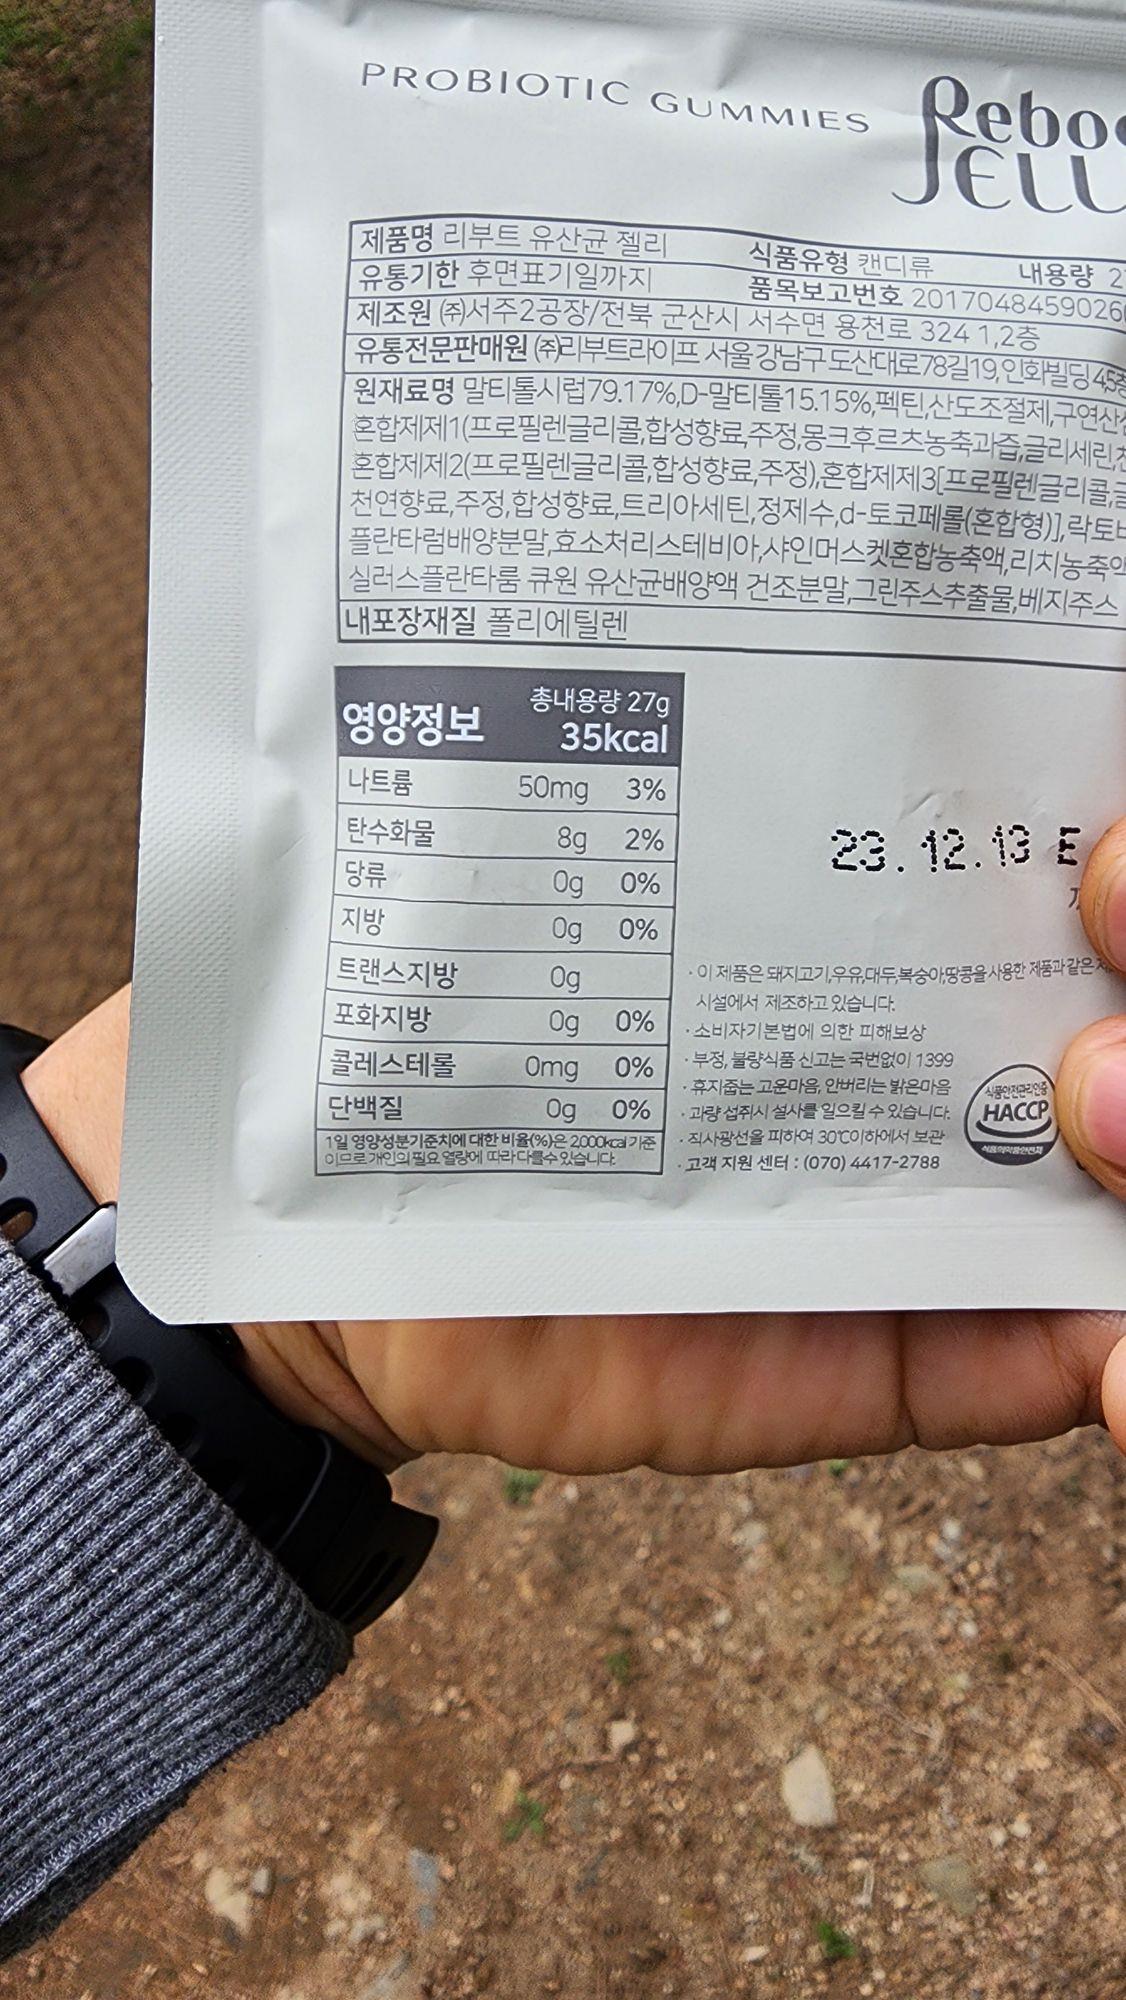 PROBIOTIC GUMMIES
Reboo
JELL
제품명 리부트 유산균 젤리 식품유형 캔디류 내용량
유통기한 후면표기일까지 품목보고번호 2017048459026
제조원 ㈜서주2공장/전북 군산시 서수면 용천로 324 1,2층
유통전문판매원 ㈜리부트라이프 서울 강남구 도산대로78길19,인화빌딩
원재료명 말티톨시럽79.17%,D-말티톨15.15%,펙틴,산도조절제,구연산
혼합제제1(프로필렌글리콜,합성향료,주정,몽크후르츠농축과즙,글리세린,
혼합제제2(프로필렌글리콜,합성향료,주정),혼합제제3[프로필렌글리콜,
천연향료,주정,합성향료,트리아세틴,정제수,d-토코페롤(혼합형)],락토
플란타럼배양분말,효소처리스테비아,샤인머스켓혼합농축액,리치농축액
실러스플란타룸 큐원 유산균배양액 건조분말,그린주스추출물,베지주스
내포장재질 폴리에틸렌
영양정보 총내용량 27g
35kcal
나트륨 50mg 3%
탄수화물 8g 2%
당류 0g 0%
지방 0g 0%
트랜스지방 0g
포화지방 0g 0%
콜레스테롤 0mg 0%
단백질 0g 0%
1일 영양성분기준치에 대한 비율(%)은 2,000kcal 기준
이므로 개인의 필요 열량에 따라 다를 수 있습니다.
23.12.13 E
· 이 제품은 돼지고기,우유,대두,복숭아,땅콩을 사용한 제품과 같은
시설에서 제조하고 있습니다.
· 소비자기본법에 의한 피해보상
· 부정, 불량식품 신고는 국번없이 1399
· 휴지줍는 고운마음, 안버리는 밝은마음
· 과량 섭취시 설사를 일으킬 수 있습니다.
· 직사광선을 피하여 30℃이하에서 보관
· 고객 지원 센터 : (070) 4417-2788
식품안전관리인증
HACCP
식품의약품안전처